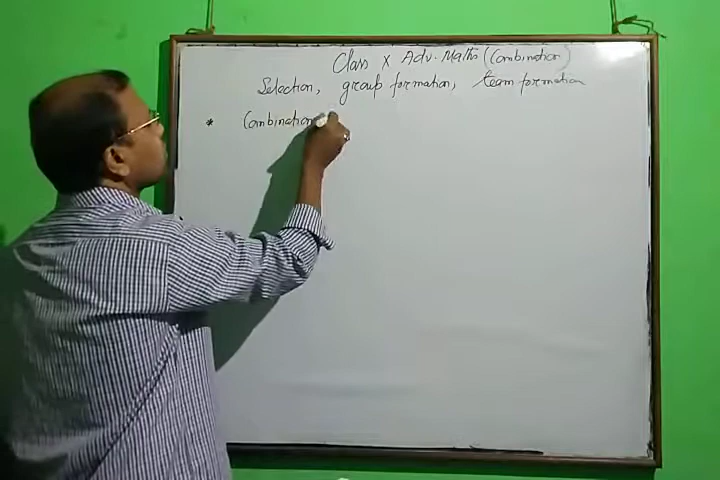 Class X Adv. Maths (Combination)
Selection, group formation, team formation
* Combination